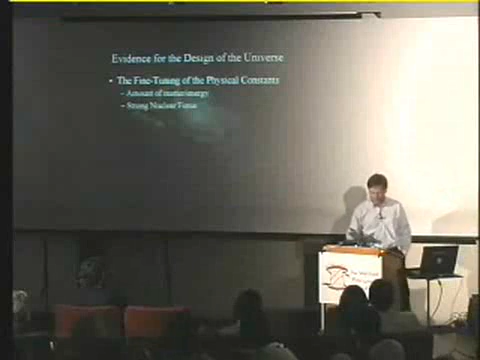 Evidence for the Design of the Universe
• The Fine-Tuning of the Physical Constants
– Amount of matter/energy
– Strong Nuclear Force